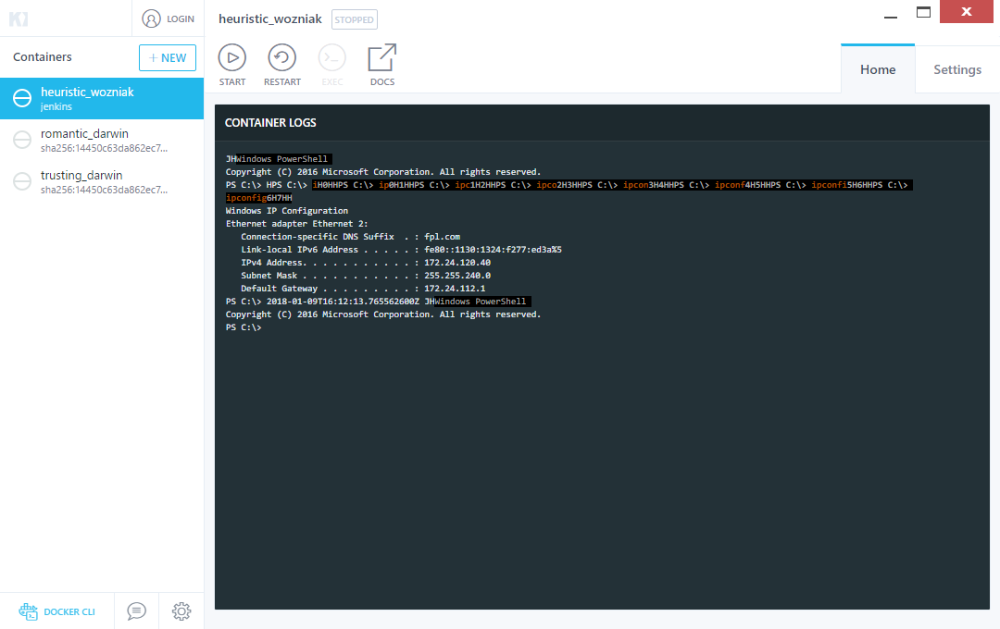 LOGIN
Containers
+ NEW
heuristic_wozniak
jenkins
romantic_darwin
sha256:14450c63da862ec7...
trusting_darwin
sha256:14450c63da862ec7...
DOCKER CLI
heuristic_wozniak STOPPED
START RESTART EXEC DOCS
Home Settings
CONTAINER LOGS
JHWindows PowerShell
Copyright (C) 2016 Microsoft Corporation. All rights reserved.
PS C:\> HPS C:\> iH0HHPS C:\> ip0H1HHPS C:\> ipc1H2HHPS C:\> ipco2H3HHPS C:\> ipcon3H4HHPS C:\> ipconf4H5HHPS C:\> ipconfi5H6HHPS C:\>
ipconfig6H7HH
Windows IP Configuration
Ethernet adapter Ethernet 2:
Connection-specific DNS Suffix . : fpl.com
Link-local IPv6 Address . . . . . : fe80::1130:1324:f277:ed3a%5
IPv4 Address. . . . . . . . . . . : 172.24.120.40
Subnet Mask . . . . . . . . . . . : 255.255.240.0
Default Gateway . . . . . . . . . : 172.24.112.1
PS C:\> 2018-01-09T16:12:13.765562600Z JHWindows PowerShell
Copyright (C) 2016 Microsoft Corporation. All rights reserved.
PS C:\>